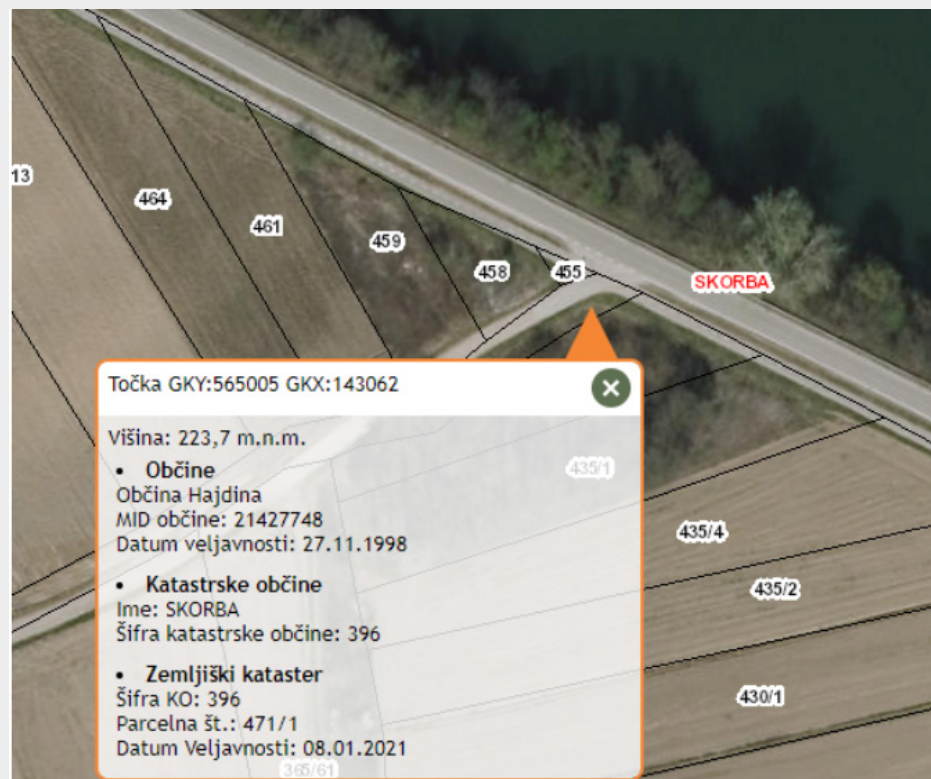 13
464
461
459
458
455
SKORBA
Točka GKY:565005 GKX:143062
Višina: 223,7 m.n.m.
• Občine
Občina Hajdina
MID občine: 21427748
Datum veljavnosti: 27.11.1998
• Katastrske občine
Ime: SKORBA
Šifra katastrske občine: 396
• Zemljiški kataster
Šifra KO: 396
Parcelna št.: 471/1
Datum Veljavnosti: 08.01.2021
435/1
435/4
435/2
430/1
365/61